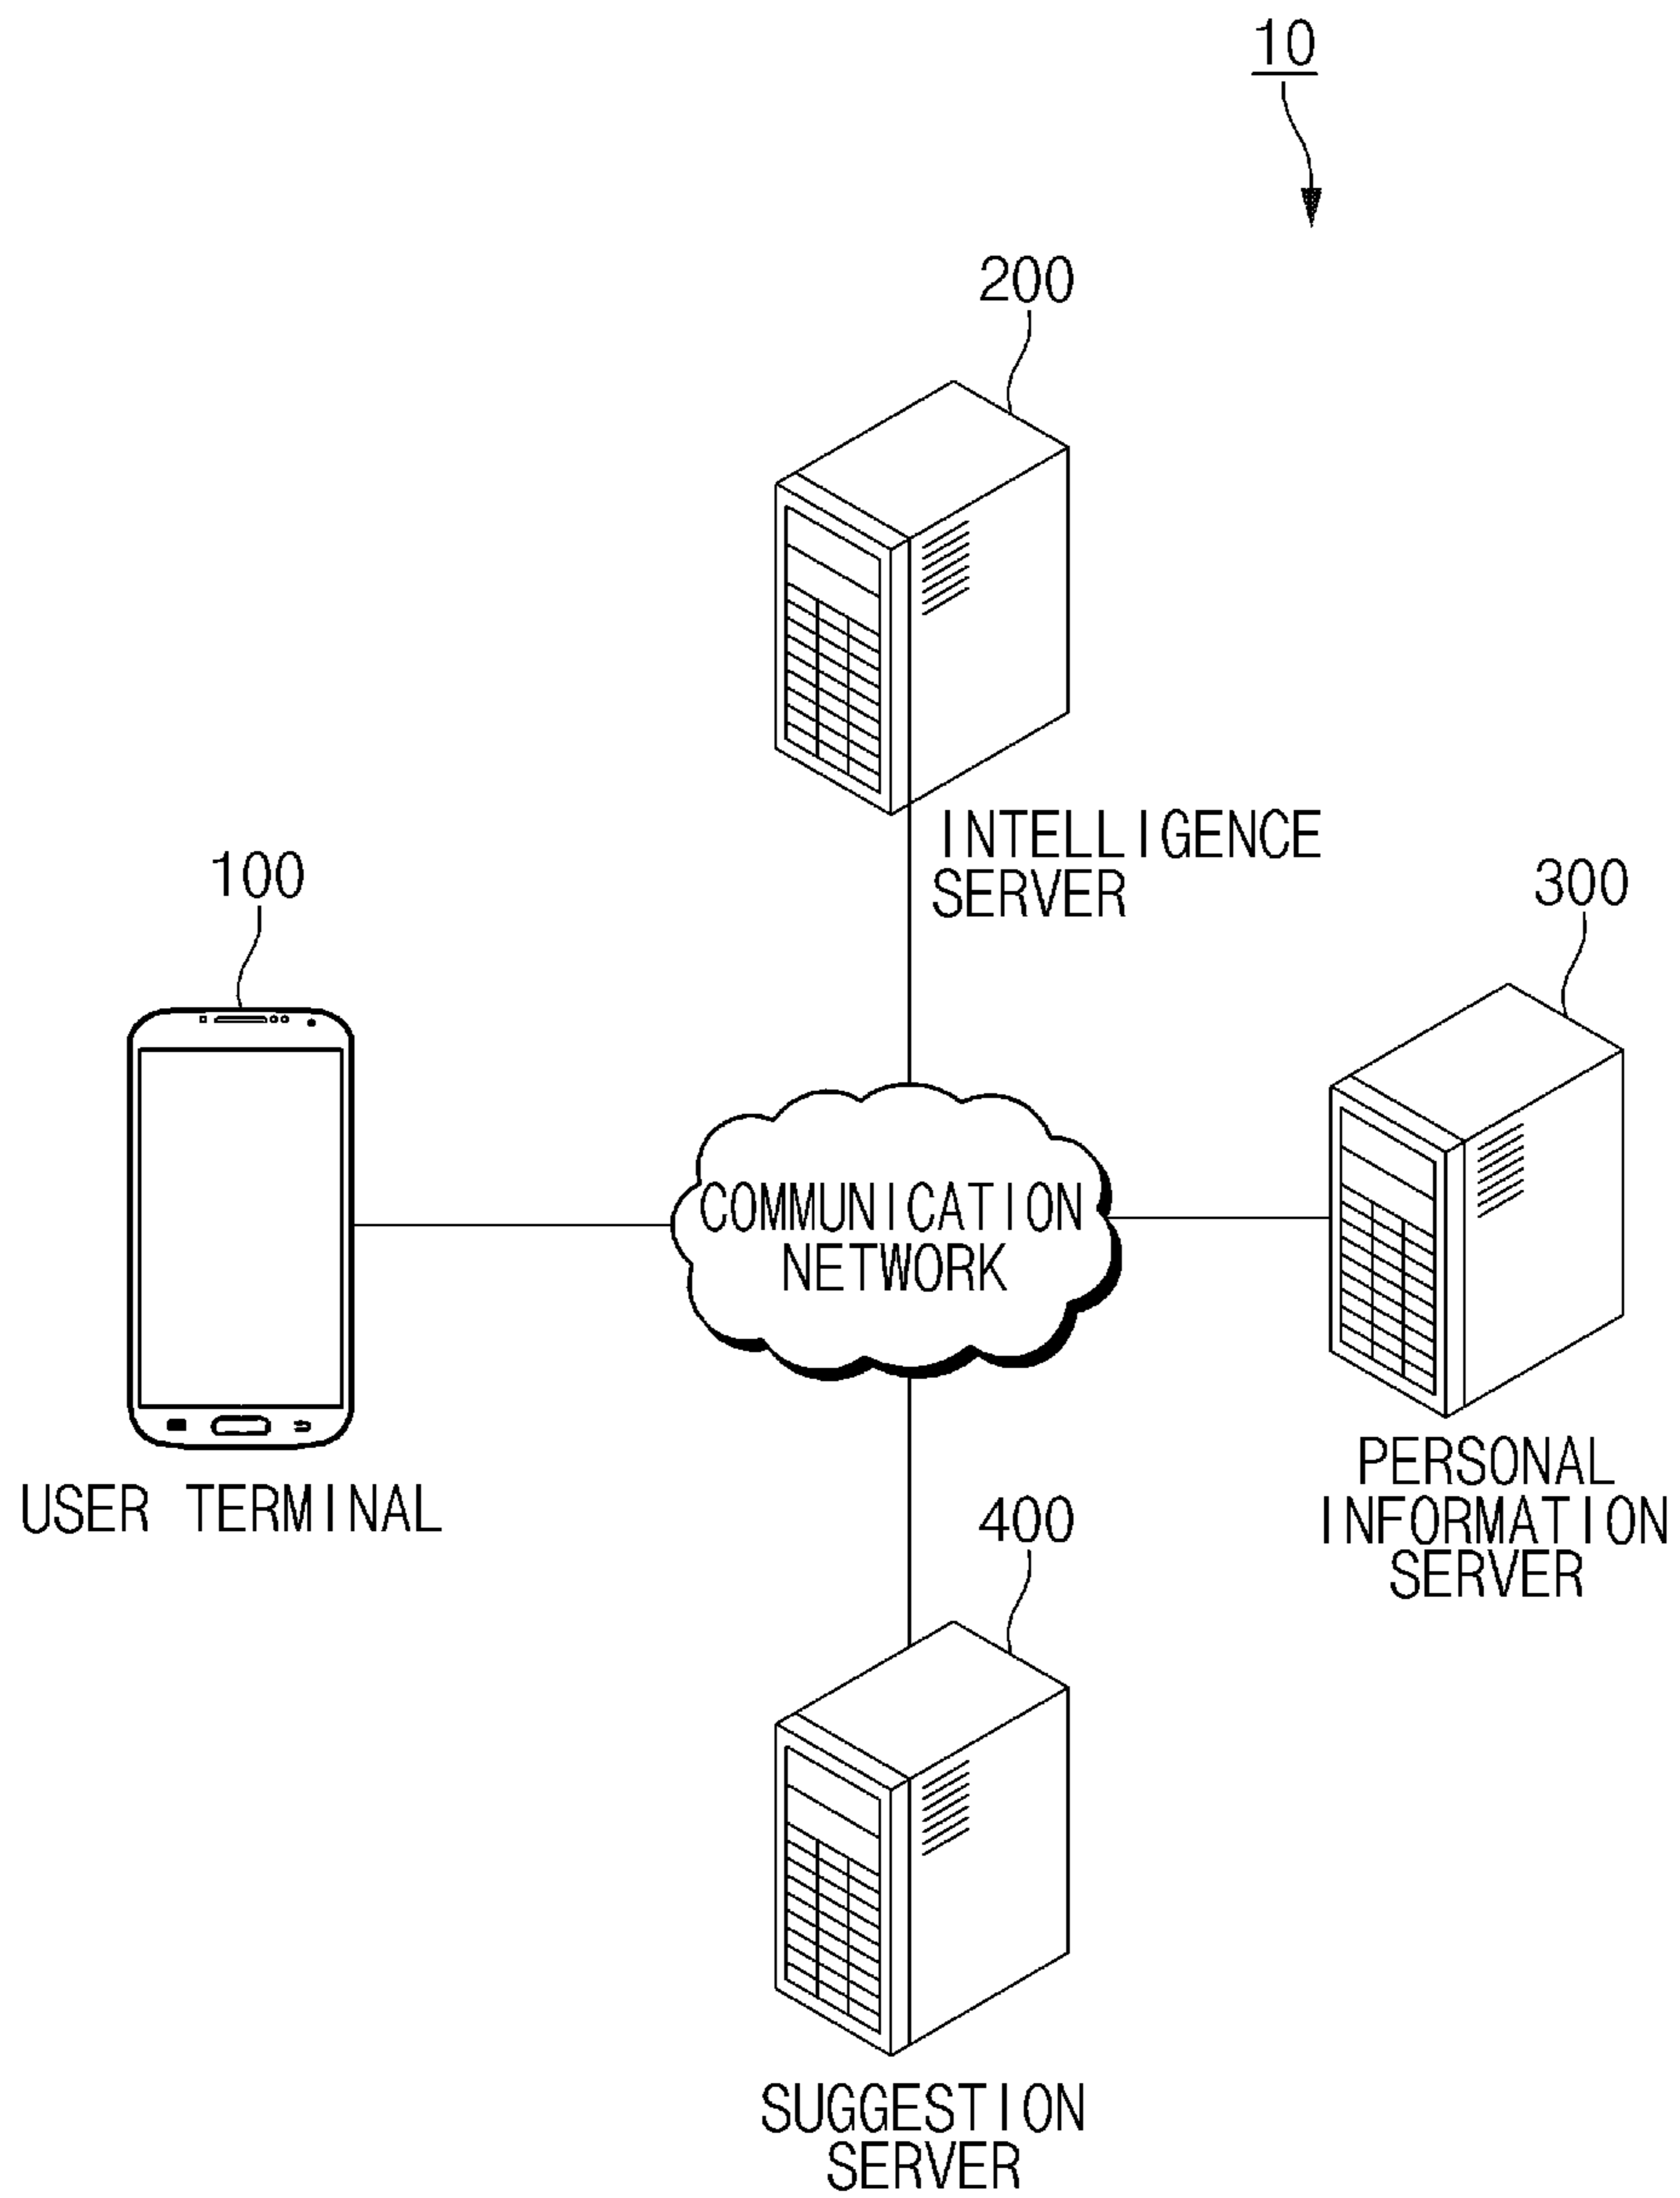 10
200
INTELLIGENCE
SERVER
100
300
COMMUNICATION
NETWORK
USER TERMINAL
PERSONAL
INFORMATION
SERVER
400
SUGGESTION
SERVER